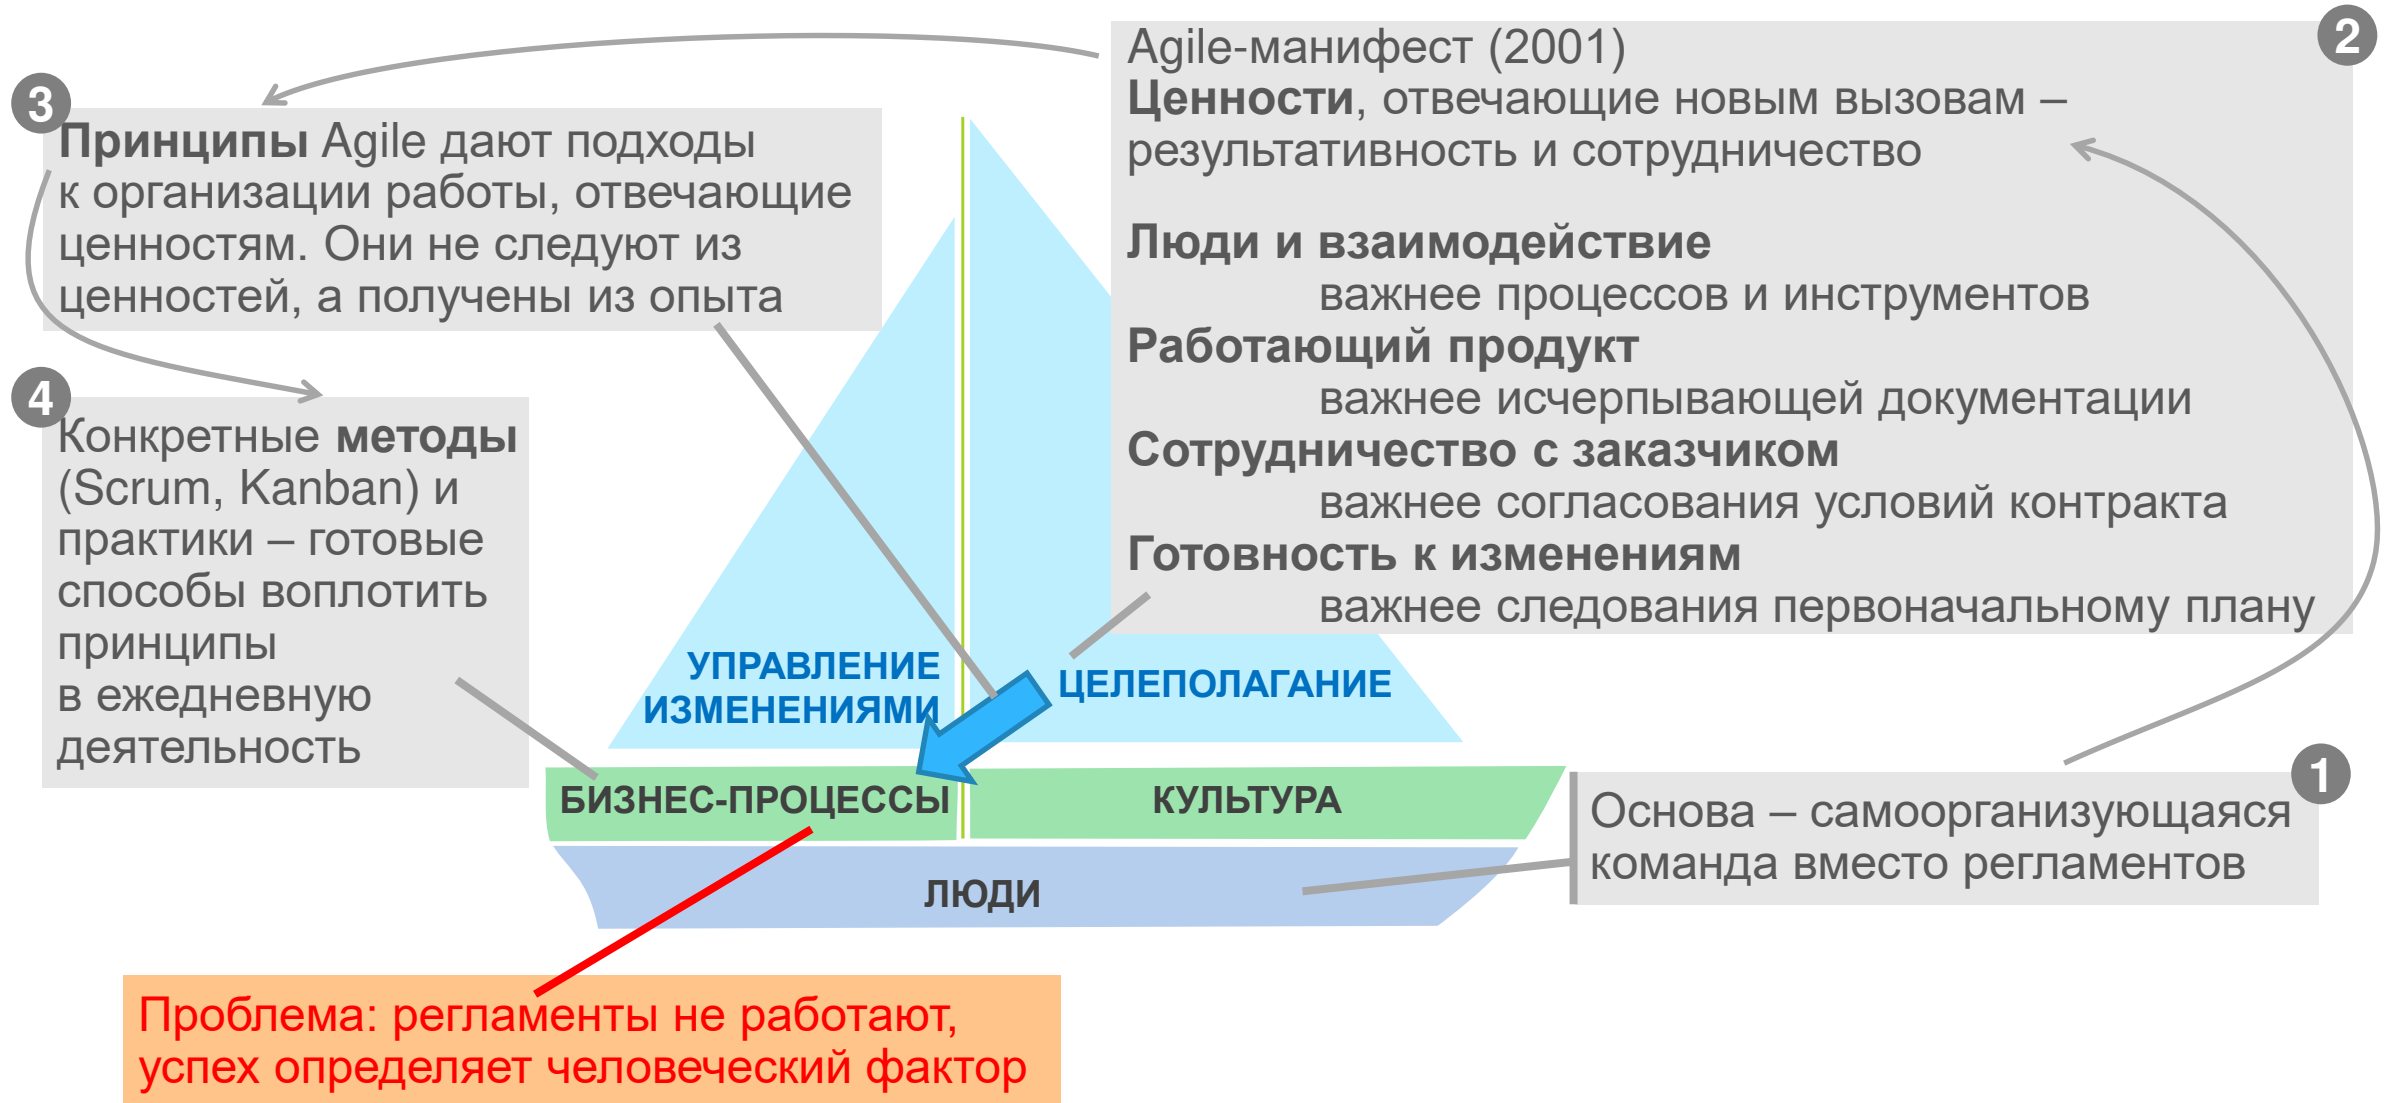 2
Agile-манифест (2001)
Ценности, отвечающие новым вызовам –
результативность и сотрудничество
Люди и взаимодействие
важнее процессов и инструментов
Работающий продукт
важнее исчерпывающей документации
Сотрудничество с заказчиком
важнее согласования условий контракта
Готовность к изменениям
важнее следования первоначальному плану
3
Принципы Agile дают подходы
к организации работы, отвечающие
ценностям. Они не следуют из
ценностей, а получены из опыта
4
Конкретные методы
(Scrum, Kanban) и
практики – готовые
способы воплотить
принципы
в ежедневную
деятельность
УПРАВЛЕНИЕ
ИЗМЕНЕНИЯМИ
ЦЕЛЕПОЛАГАНИЕ
БИЗНЕС-ПРОЦЕССЫ
КУЛЬТУРА
ЛЮДИ
1
Основа – самоорганизующаяся
команда вместо регламентов
Проблема: регламенты не работают,
успех определяет человеческий фактор